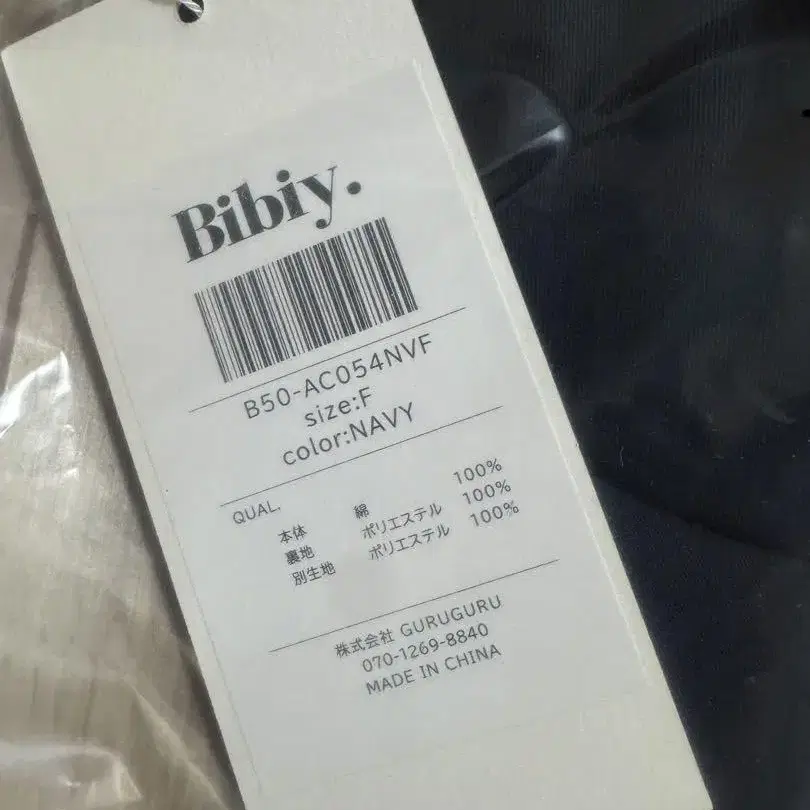 Bibiy.
B50-AC054NVF
size:F
color:NAVY
QUAL.
本体 綿 100%
裏地 ポリエステル 100%
別生地 ポリエステル 100%
株式会社 GURUGURU
070-1269-8840
MADE IN CHINA